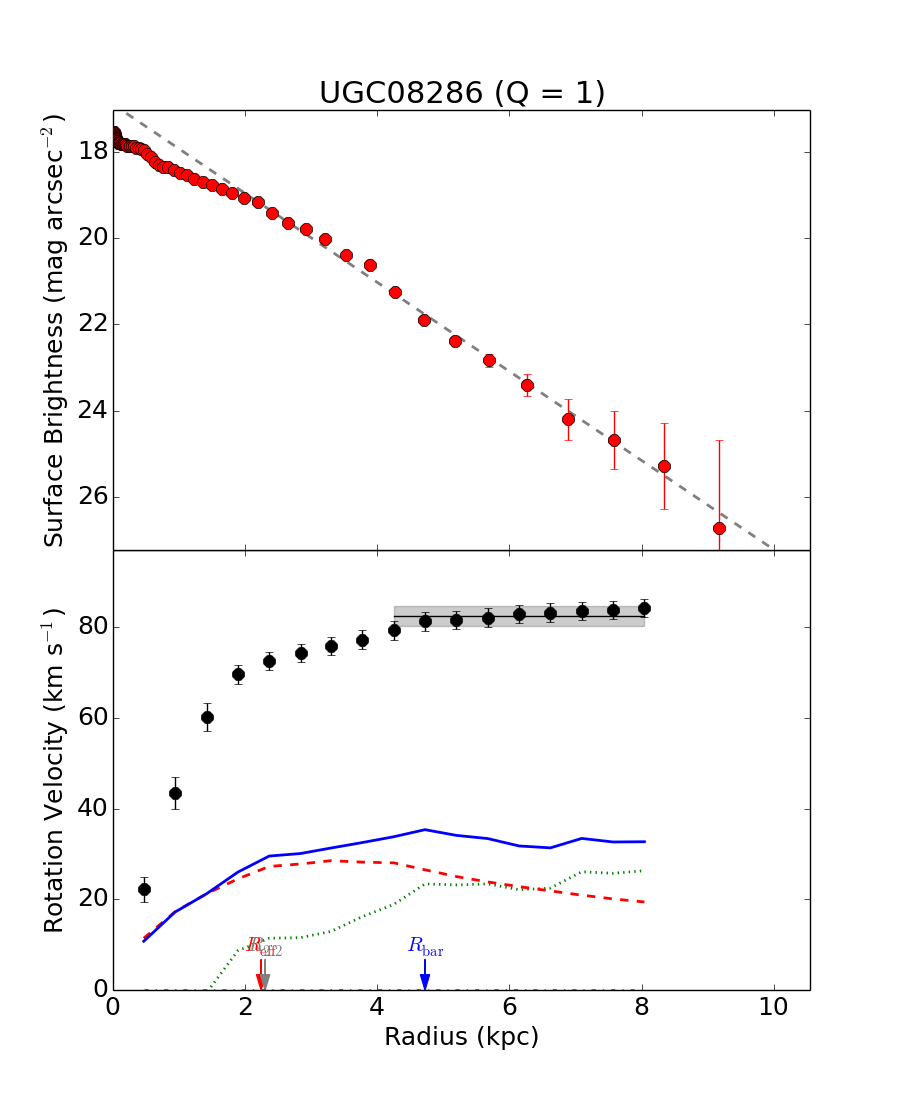 UGC08286 (Q = 1)
Surface Brightness (mag arcsec⁻²)
18
20
22
24
26
Rotation Velocity (km s⁻¹)
80
60
40
20
0
R_bar
0 2 4 6 8 10
Radius (kpc)